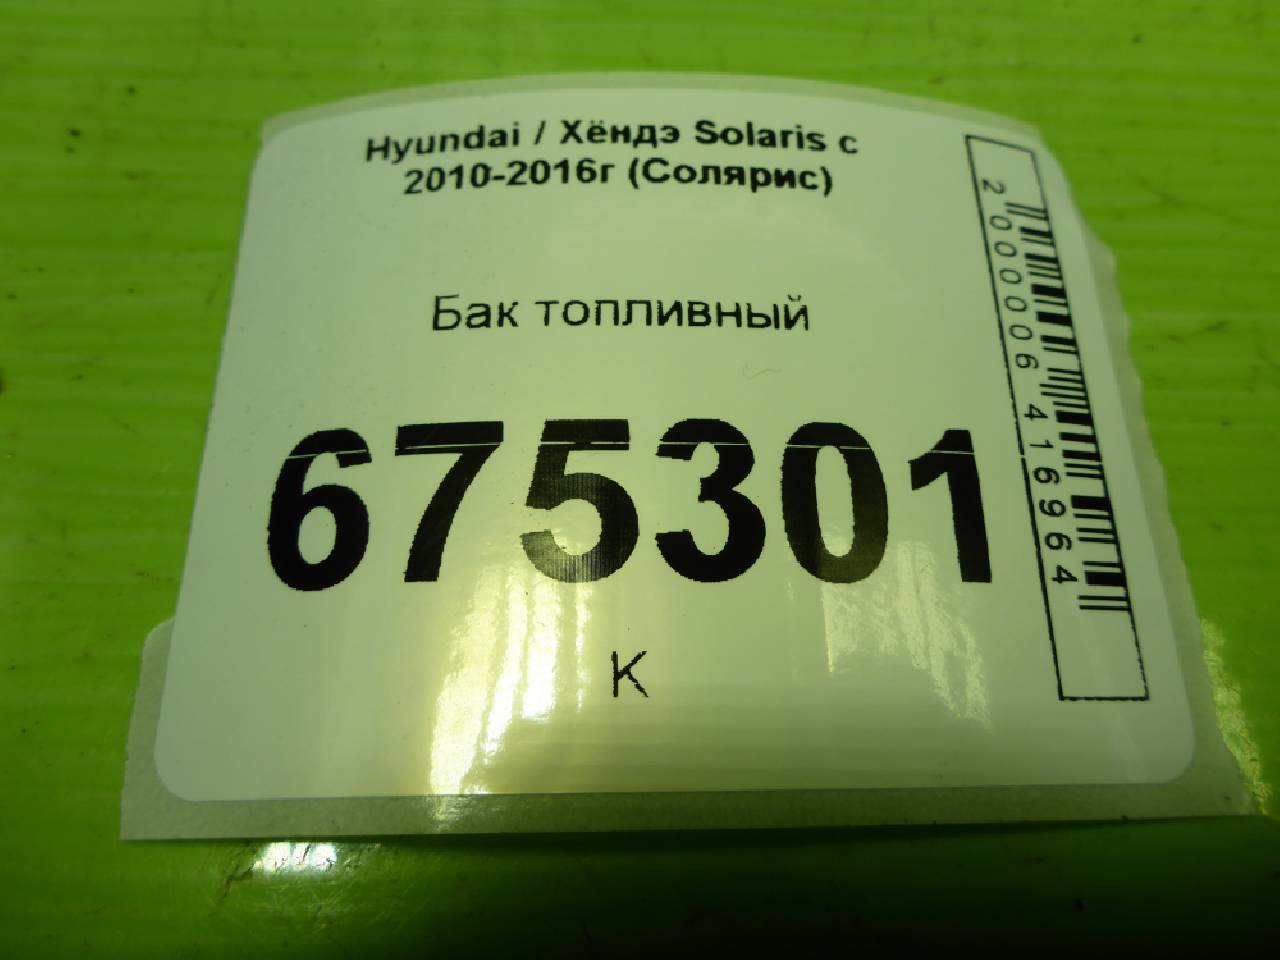 Hyundai / Хёндэ Solaris с
2010-2016г (Солярис)
Бак топливный
675301
К
2000006416964